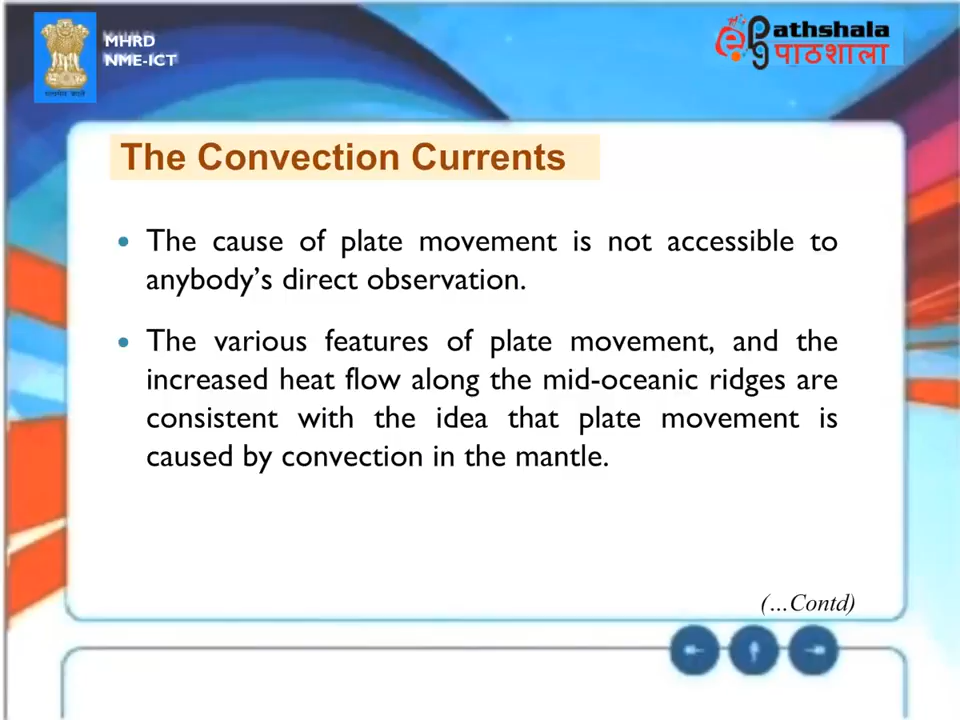 MHRD
NME-ICT
ePG Pathshala
पाठशाला
The Convection Currents
• The cause of plate movement is not accessible to
anybody’s direct observation.
• The various features of plate movement, and the
increased heat flow along the mid-oceanic ridges are
consistent with the idea that plate movement is
caused by convection in the mantle.
(...Contd)